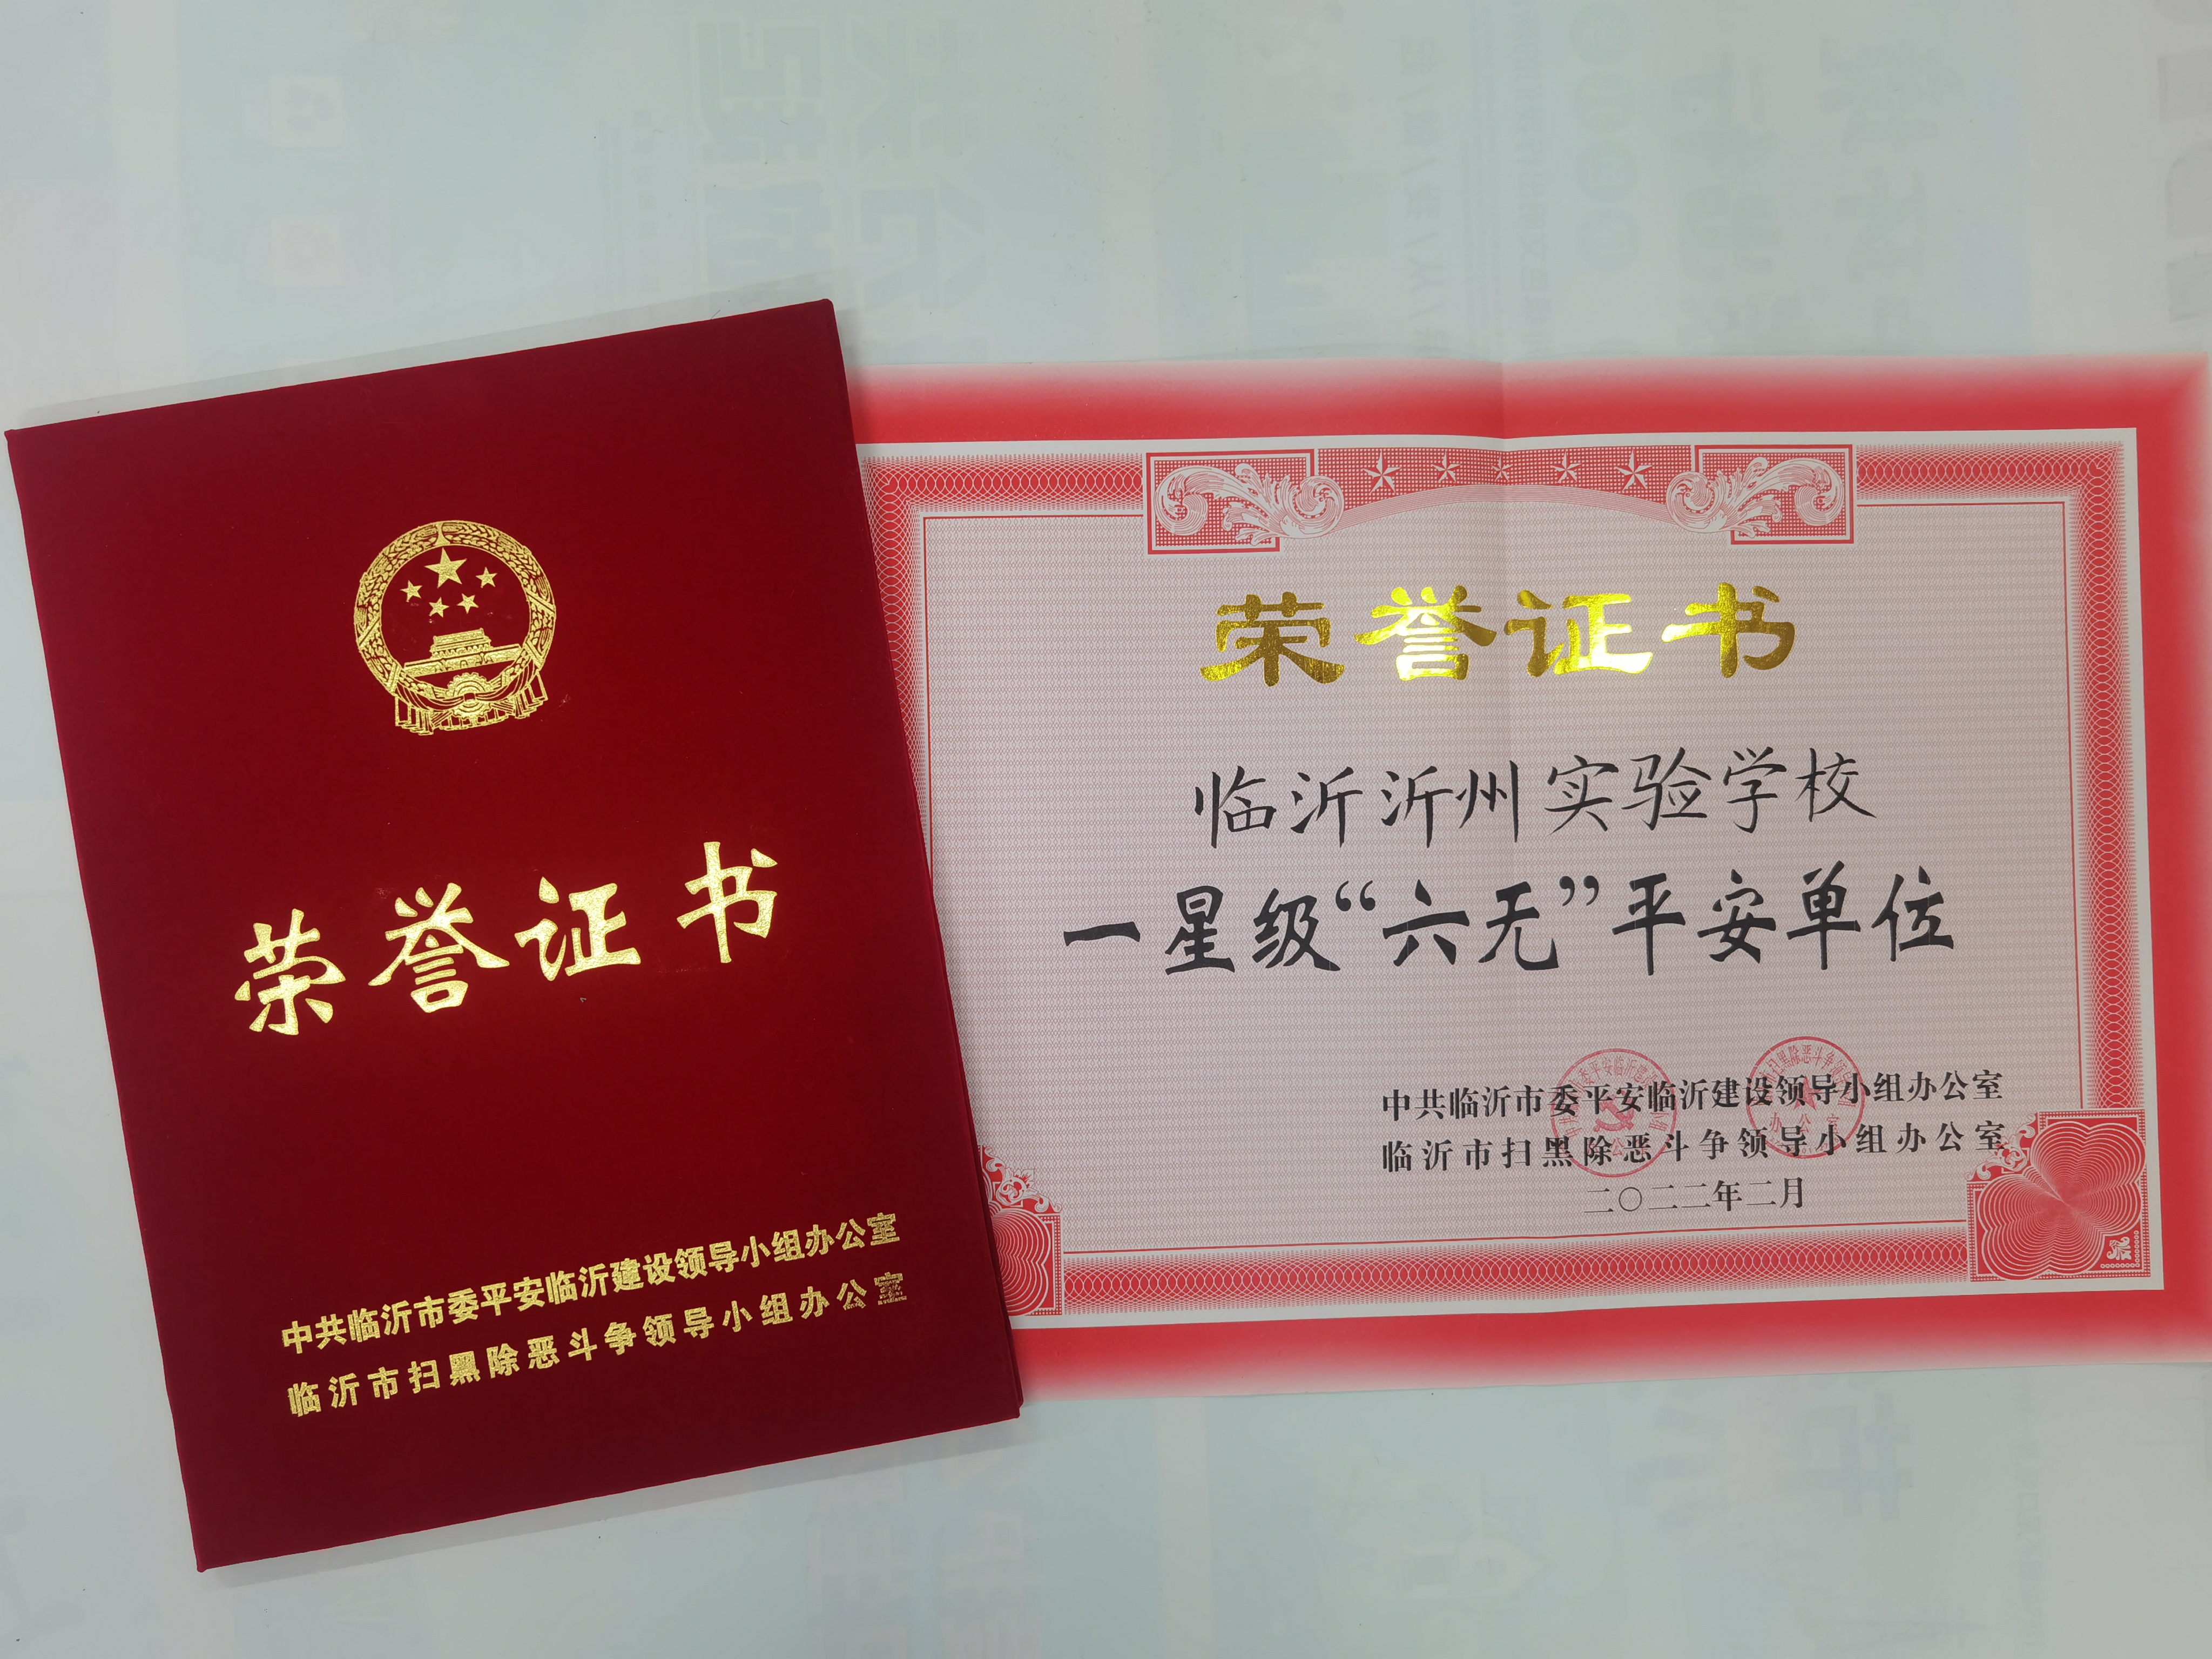 荣誉证书
中共临沂市委平安临沂建设领导小组办公室
临沂市扫黑除恶斗争领导小组办公室
荣誉证书
临沂沂州实验学校
一星级“六无”平安单位
中共临沂市委平安临沂建设领导小组办公室
临沂市扫黑除恶斗争领导小组办公室
二〇二二年二月